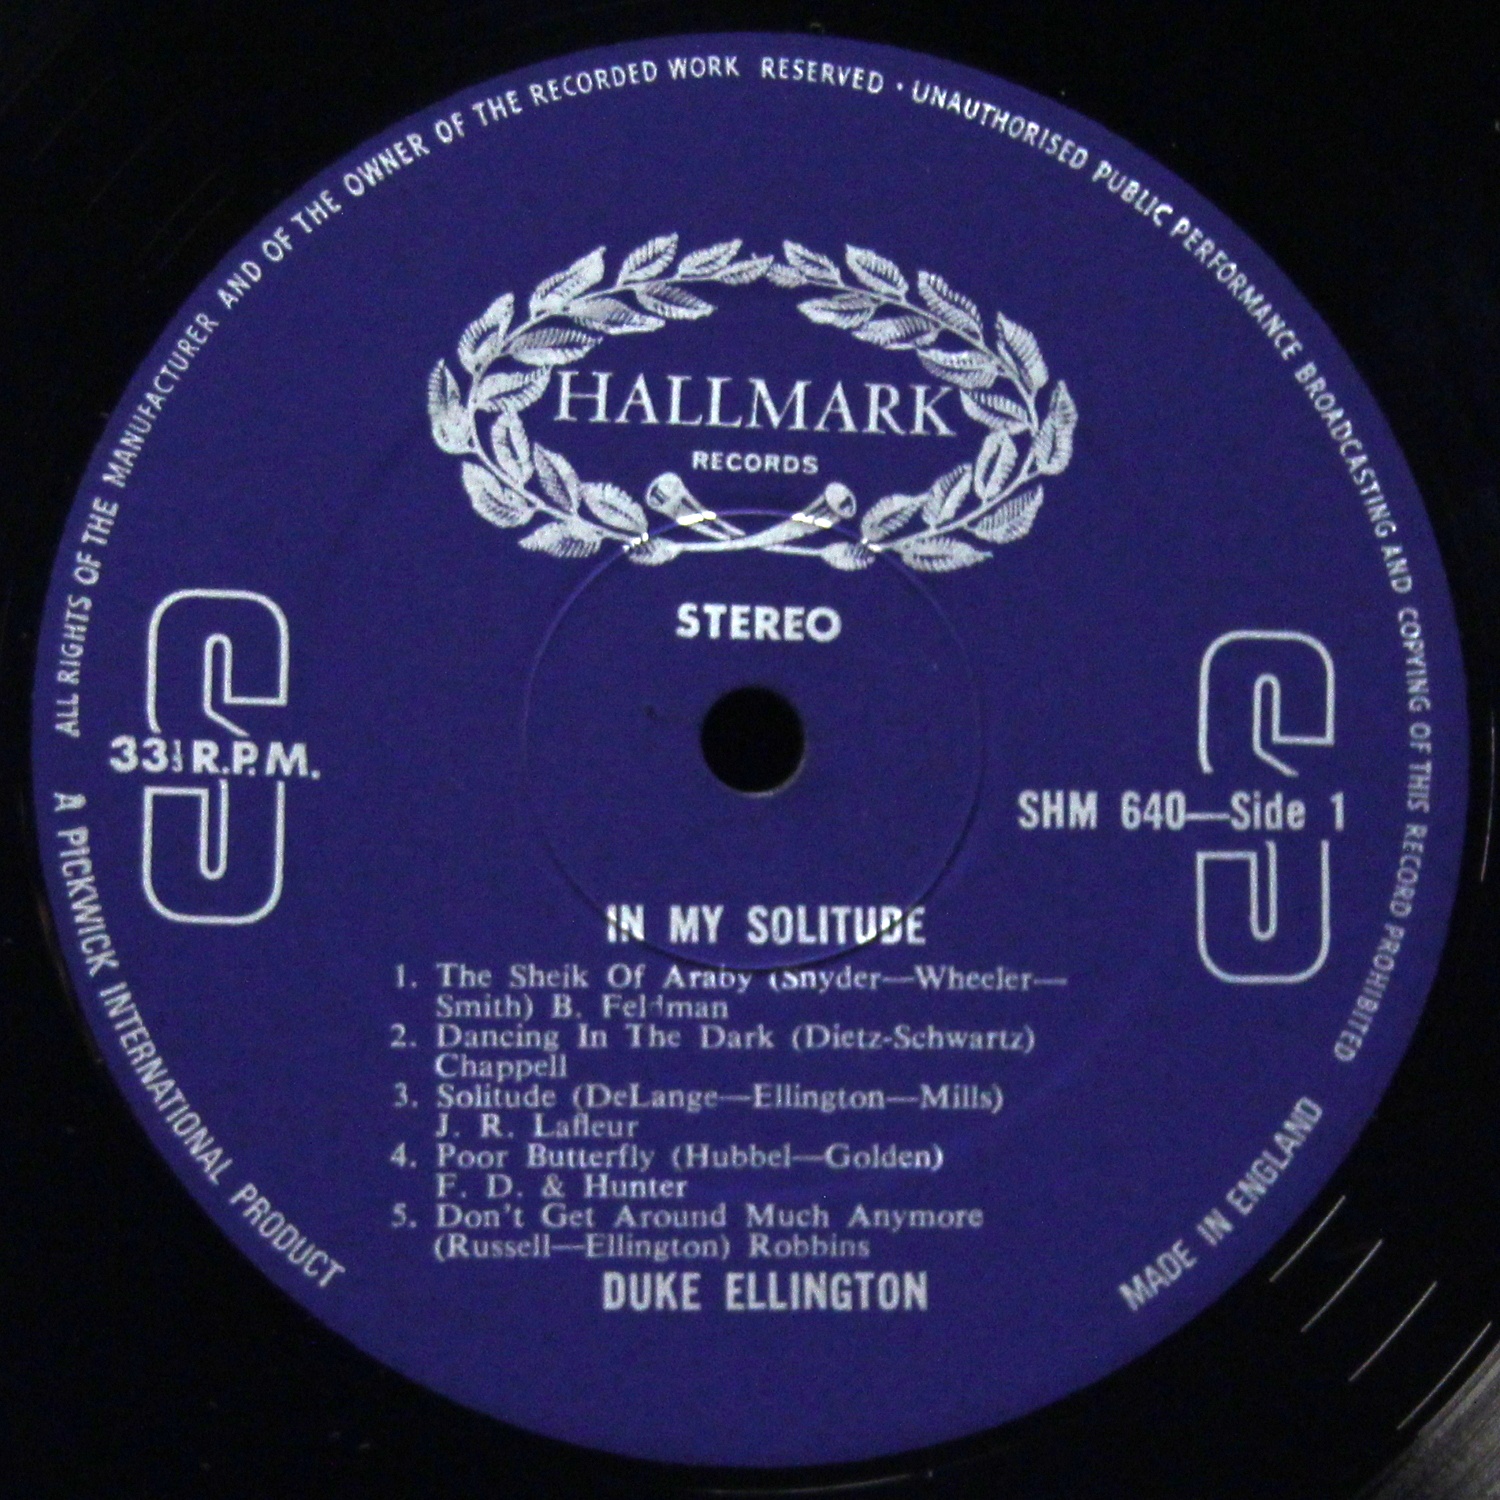 ALL RIGHTS OF THE MANUFACTURER AND OF THE OWNER OF THE RECORDED WORK RESERVED · UNAUTHORISED PUBLIC PERFORMANCE BROADCASTING AND COPYING OF THIS RECORD PROHIBITED
HALLMARK
RECORDS
STEREO
S
33⅓ R.P.M.
S
SHM 640—Side 1
IN MY SOLITUDE
1. The Sheik Of Araby (Snyder—Wheeler—
Smith) B. Feldman
2. Dancing In The Dark (Dietz-Schwartz)
Chappell
3. Solitude (DeLange—Ellington—Mills)
J. R. Lafleur
4. Poor Butterfly (Hubbel—Golden)
F. D. & Hunter
5. Don't Get Around Much Anymore
(Russell—Ellington) Robbins
DUKE ELLINGTON
A PICKWICK INTERNATIONAL PRODUCT
MADE IN ENGLAND